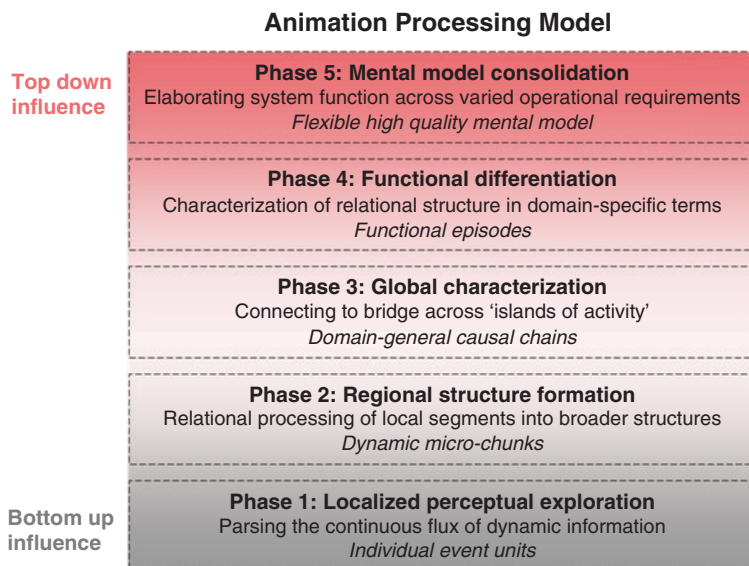 Animation Processing Model
Top down
influence
Phase 5: Mental model consolidation
Elaborating system function across varied operational requirements
Flexible high quality mental model
Phase 4: Functional differentiation
Characterization of relational structure in domain-specific terms
Functional episodes
Phase 3: Global characterization
Connecting to bridge across ‘islands of activity’
Domain-general causal chains
Phase 2: Regional structure formation
Relational processing of local segments into broader structures
Dynamic micro-chunks
Bottom up
influence
Phase 1: Localized perceptual exploration
Parsing the continuous flux of dynamic information
Individual event units